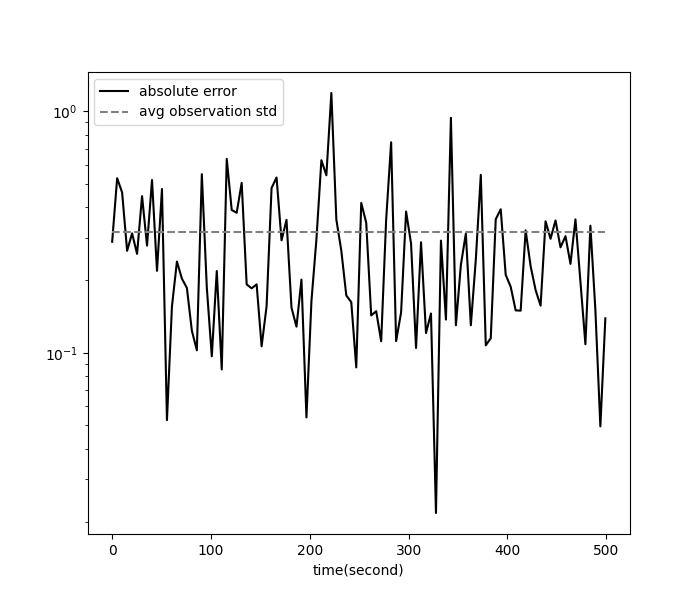 absolute error
avg observation std
10⁰
10⁻¹
0 100 200 300 400 500
time(second)